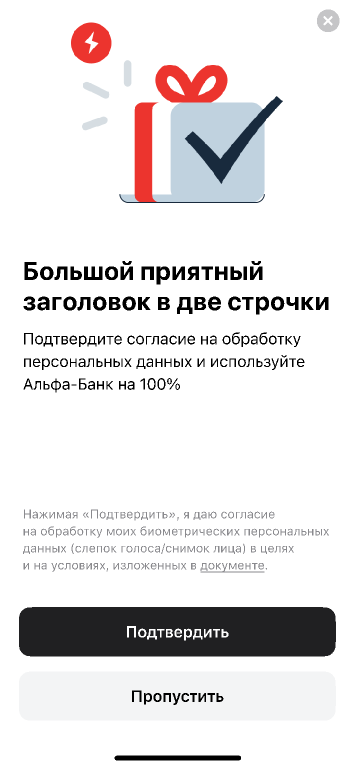 Большой приятный
заголовок в две строчки
Подтвердите согласие на обработку
персональных данных и используйте
Альфа-Банк на 100%
Нажимая «Подтвердить», я даю согласие
на обработку моих биометрических персональных
данных (слепок голоса/снимок лица) в целях
и на условиях, изложенных в документе.
Подтвердить
Пропустить